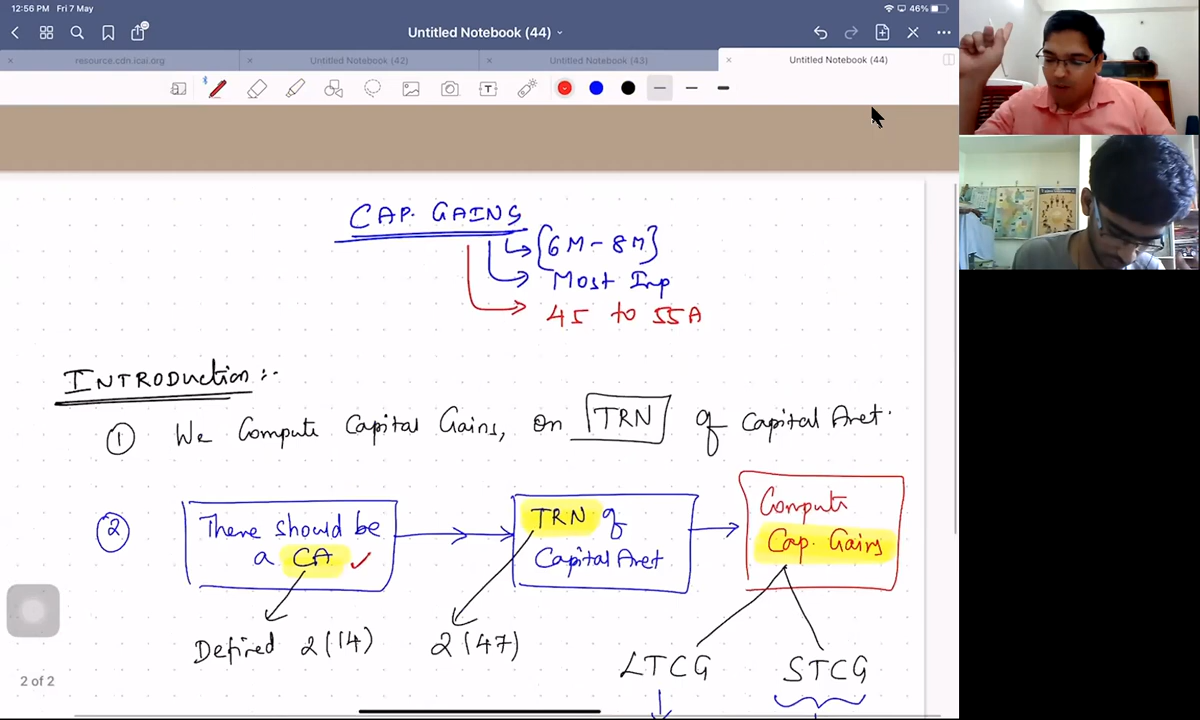 12:56 PM Fri 7 May
46%
Untitled Notebook (44)
resource.cdn.icai.org
Untitled Notebook (42)
Untitled Notebook (43)
Untitled Notebook (44)
CAP. GAINS
{6M - 8M}
Most Imp
45 to 55A
INTRODUCTION :-
① We Compute Capital Gains, on TRN of Capital Asset.
②
There should be
a CA ✓
TRN of
Capital Asset
Compute
Cap. Gains
Defined 2(14)
2(47)
LTCG
STCG
2 of 2